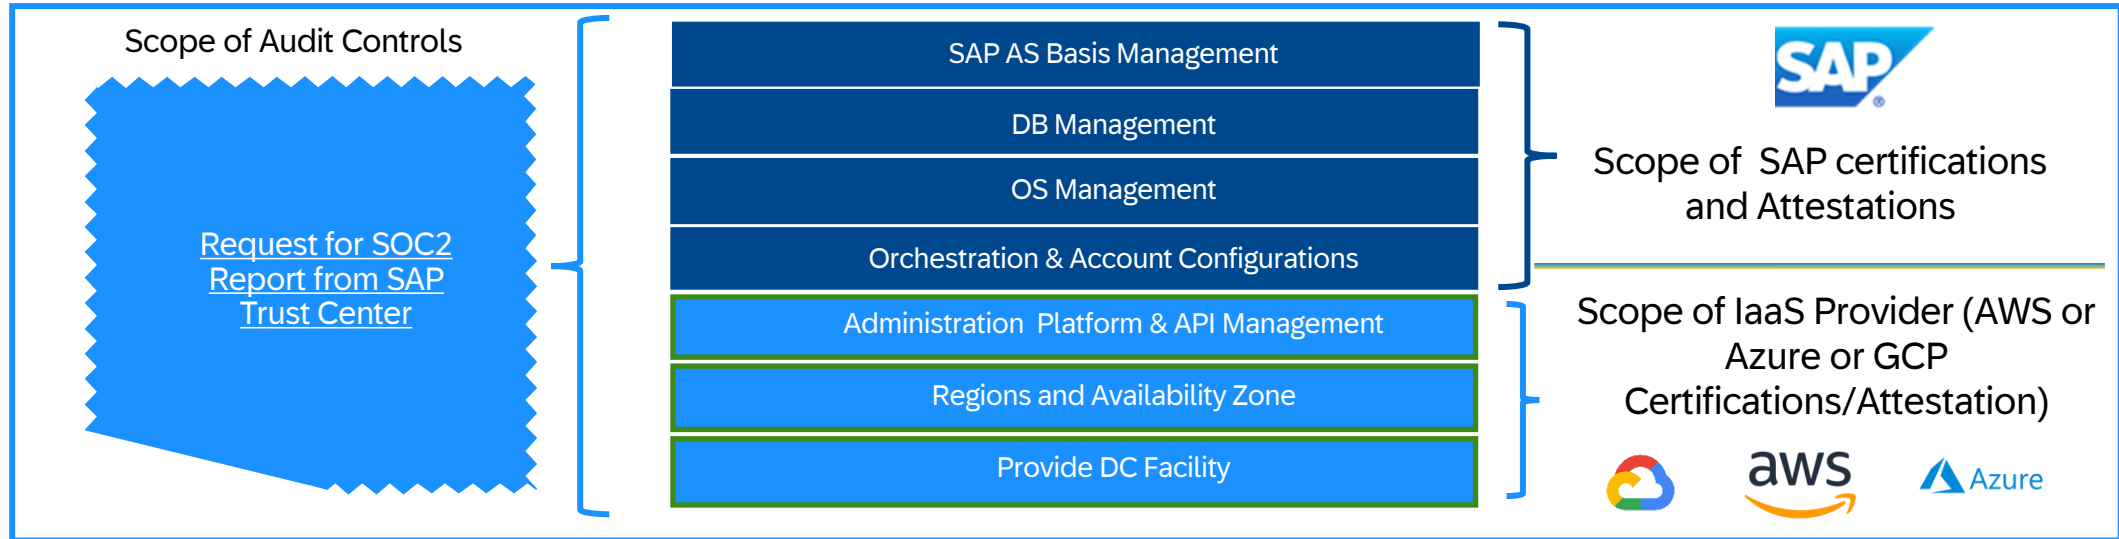 Scope of Audit Controls
Request for SOC2
Report from SAP
Trust Center
SAP AS Basis Management
DB Management
OS Management
Orchestration & Account Configurations
Administration Platform & API Management
Regions and Availability Zone
Provide DC Facility
SAP®
Scope of SAP certifications
and Attestations
Scope of IaaS Provider (AWS or
Azure or GCP
Certifications/Attestation)
aws
Azure